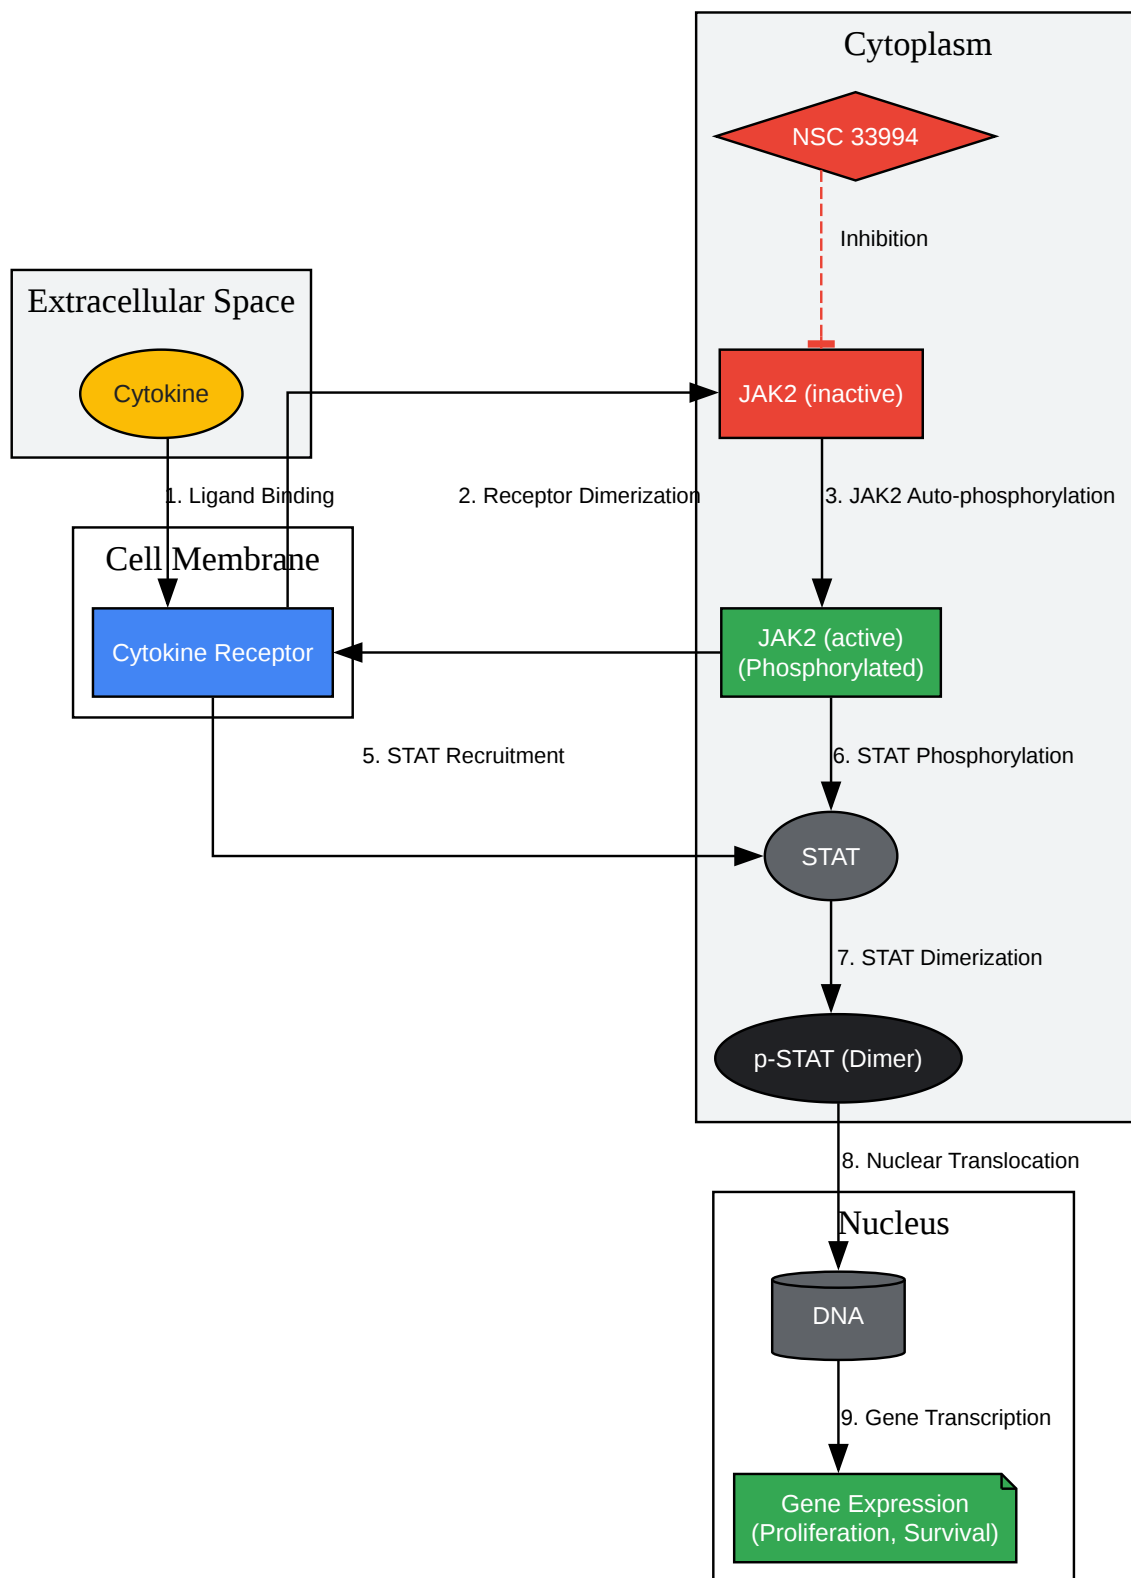 Cytoplasm
NSC 33994
Inhibition
Extracellular Space
Cytokine
JAK2 (inactive)
1. Ligand Binding
2. Receptor Dimerization
3. JAK2 Auto-phosphorylation
Cell Membrane
Cytokine Receptor
JAK2 (active)
(Phosphorylated)
5. STAT Recruitment
6. STAT Phosphorylation
STAT
7. STAT Dimerization
p-STAT (Dimer)
8. Nuclear Translocation
Nucleus
DNA
9. Gene Transcription
Gene Expression
(Proliferation, Survival)